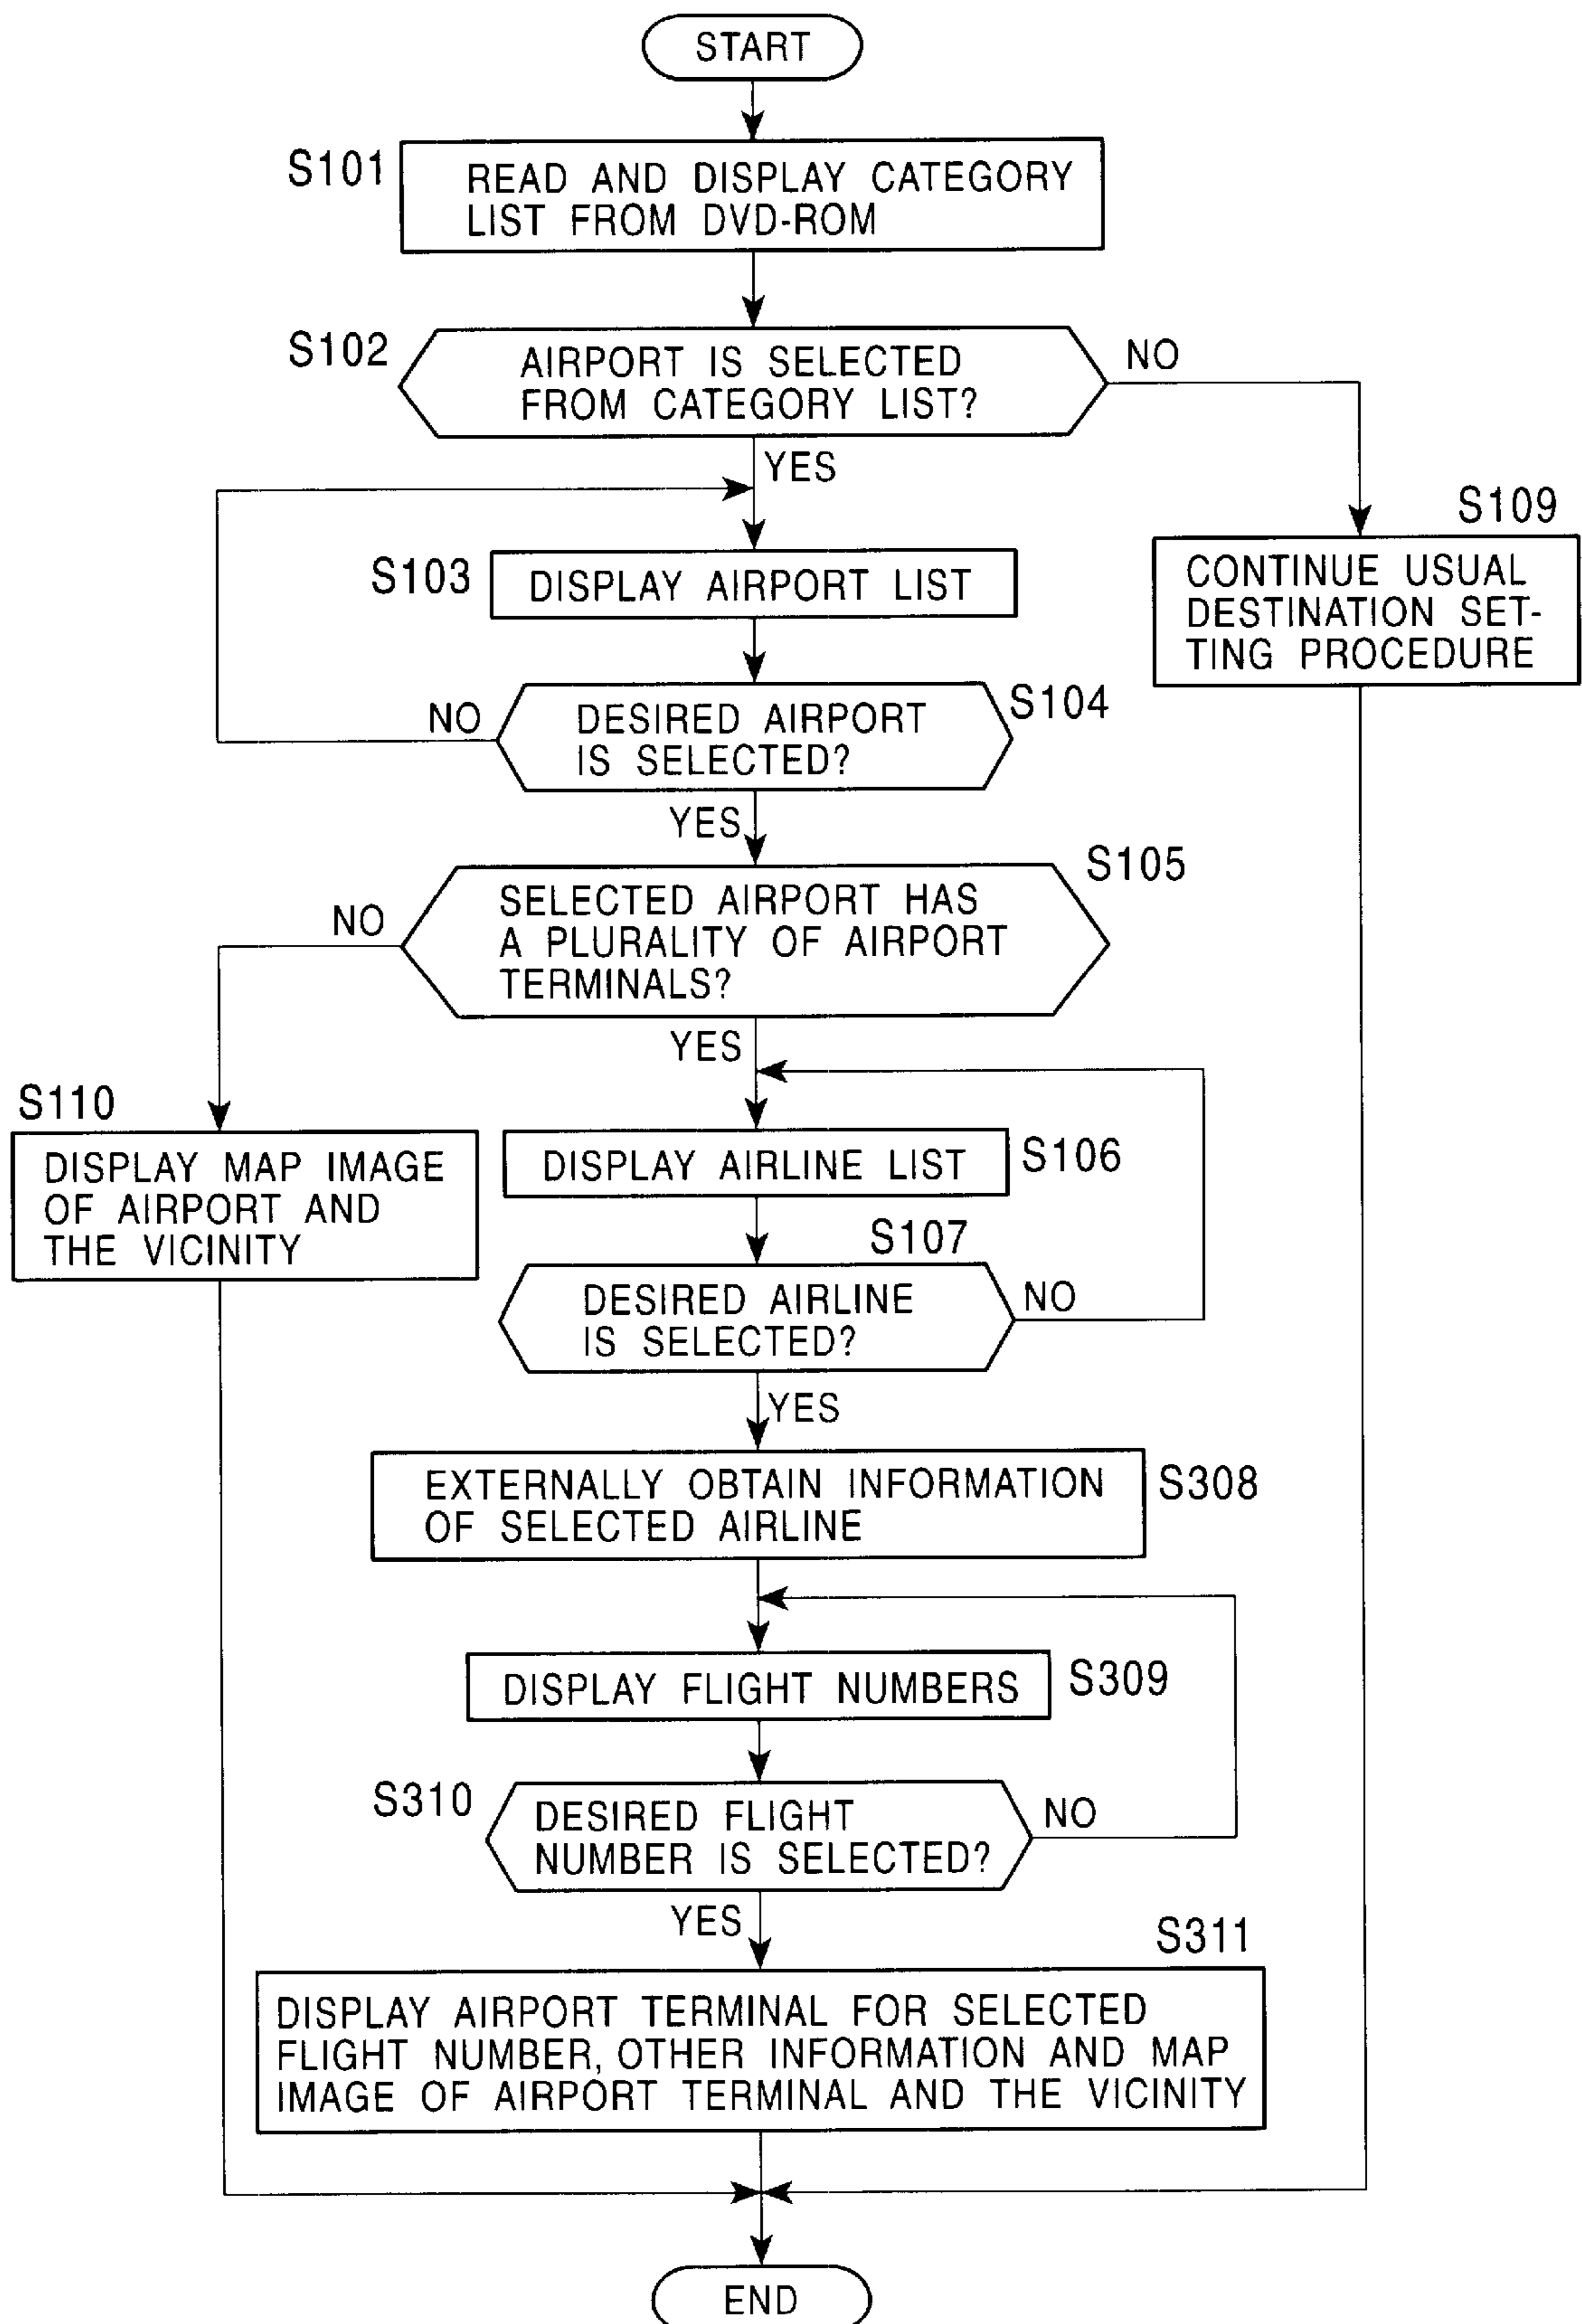 START
S101
READ AND DISPLAY CATEGORY
LIST FROM DVD-ROM
S102
AIRPORT IS SELECTED
FROM CATEGORY LIST?
NO
YES
S109
CONTINUE USUAL
DESTINATION SET-
TING PROCEDURE
S103
DISPLAY AIRPORT LIST
S104
NO
DESIRED AIRPORT
IS SELECTED?
YES
S105
NO
SELECTED AIRPORT HAS
A PLURALITY OF AIRPORT
TERMINALS?
YES
S110
DISPLAY MAP IMAGE
OF AIRPORT AND
THE VICINITY
DISPLAY AIRLINE LIST
S106
S107
DESIRED AIRLINE
IS SELECTED?
NO
YES
EXTERNALLY OBTAIN INFORMATION
OF SELECTED AIRLINE
S308
DISPLAY FLIGHT NUMBERS
S309
S310
DESIRED FLIGHT
NUMBER IS SELECTED?
NO
YES
S311
DISPLAY AIRPORT TERMINAL FOR SELECTED
FLIGHT NUMBER, OTHER INFORMATION AND MAP
IMAGE OF AIRPORT TERMINAL AND THE VICINITY
END